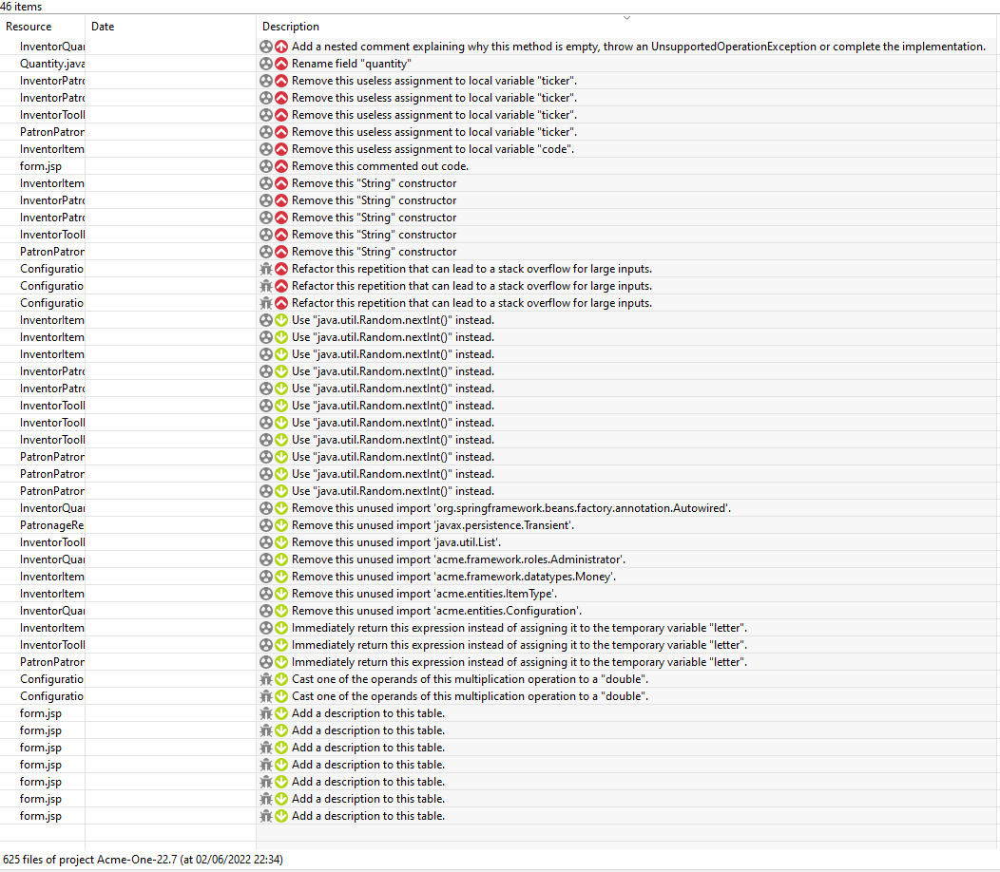 46 items
Resource Date Description
InventorQuai Add a nested comment explaining why this method is empty, throw an UnsupportedOperationException or complete the implementation.
Quantity.java Rename field "quantity"
InventorPatro Remove this useless assignment to local variable "ticker".
InventorPatro Remove this useless assignment to local variable "ticker".
InventorToolI Remove this useless assignment to local variable "ticker".
PatronPatron Remove this useless assignment to local variable "ticker".
InventorItem Remove this useless assignment to local variable "code".
form.jsp Remove this commented out code.
InventorItem Remove this "String" constructor
InventorPatro Remove this "String" constructor
InventorPatro Remove this "String" constructor
InventorToolI Remove this "String" constructor
PatronPatron Remove this "String" constructor
Configuratio Refactor this repetition that can lead to a stack overflow for large inputs.
Configuratio Refactor this repetition that can lead to a stack overflow for large inputs.
Configuratio Refactor this repetition that can lead to a stack overflow for large inputs.
InventorItem Use "java.util.Random.nextInt()" instead.
InventorItem Use "java.util.Random.nextInt()" instead.
InventorItem Use "java.util.Random.nextInt()" instead.
InventorPatro Use "java.util.Random.nextInt()" instead.
InventorPatro Use "java.util.Random.nextInt()" instead.
InventorToolI Use "java.util.Random.nextInt()" instead.
InventorToolI Use "java.util.Random.nextInt()" instead.
InventorToolI Use "java.util.Random.nextInt()" instead.
PatronPatron Use "java.util.Random.nextInt()" instead.
PatronPatron Use "java.util.Random.nextInt()" instead.
PatronPatron Use "java.util.Random.nextInt()" instead.
InventorQuai Remove this unused import 'org.springframework.beans.factory.annotation.Autowired'.
PatronageRe Remove this unused import 'javax.persistence.Transient'.
InventorToolI Remove this unused import 'java.util.List'.
InventorQuai Remove this unused import 'acme.framework.roles.Administrator'.
InventorItem Remove this unused import 'acme.framework.datatypes.Money'.
InventorItem Remove this unused import 'acme.entities.ItemType'.
InventorQuai Remove this unused import 'acme.entities.Configuration'.
InventorItem Immediately return this expression instead of assigning it to the temporary variable "letter".
InventorToolI Immediately return this expression instead of assigning it to the temporary variable "letter".
PatronPatron Immediately return this expression instead of assigning it to the temporary variable "letter".
Configuratio Cast one of the operands of this multiplication operation to a "double".
Configuratio Cast one of the operands of this multiplication operation to a "double".
form.jsp Add a description to this table.
form.jsp Add a description to this table.
form.jsp Add a description to this table.
form.jsp Add a description to this table.
form.jsp Add a description to this table.
form.jsp Add a description to this table.
form.jsp Add a description to this table.
625 files of project Acme-One-22.7 (at 02/06/2022 22:34)